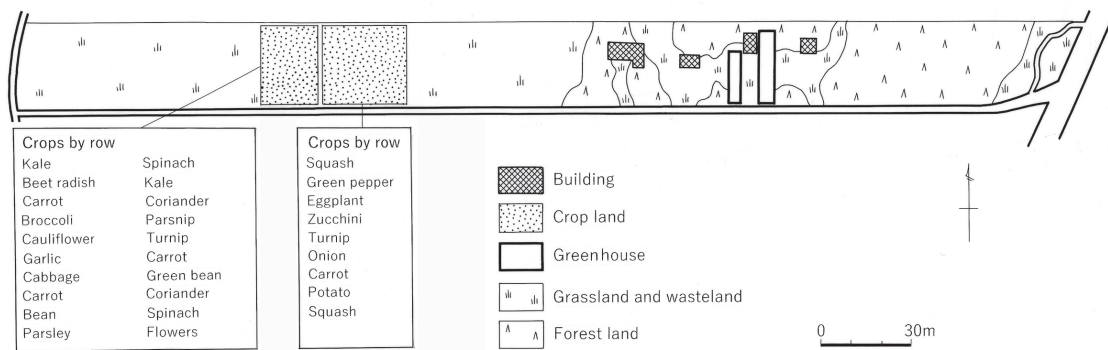 Crops by row
Kale
Beet radish
Carrot
Broccoli
Cauliflower
Garlic
Cabbage
Carrot
Bean
Parsley
Spinach
Kale
Coriander
Parsnip
Turnip
Carrot
Green bean
Coriander
Spinach
Flowers
Crops by row
Squash
Green pepper
Eggplant
Zucchini
Turnip
Onion
Carrot
Potato
Squash
Building
Crop land
Greenhouse
Grassland and wasteland
Forest land
0 30m